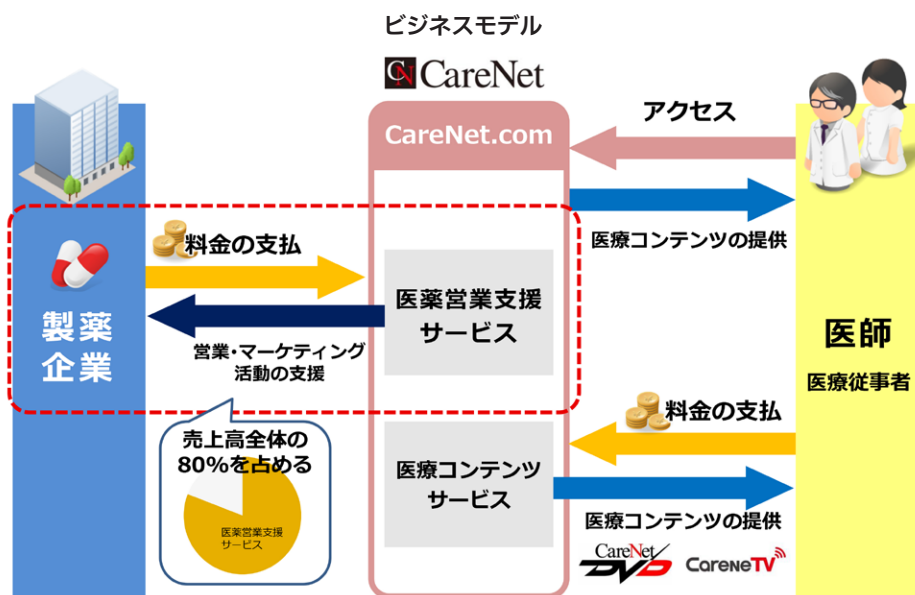 ビジネスモデル
CN CareNet
CareNet.com
アクセス
医療コンテンツの提供
料金の支払
製薬
企業
医薬営業支援
サービス
営業・マーケティング
活動の支援
医師
医療従事者
料金の支払
売上高全体の
80%を占める
医薬営業支援
サービス
医療コンテンツ
サービス
医療コンテンツの提供
CareNet
DVD
CareNeTV